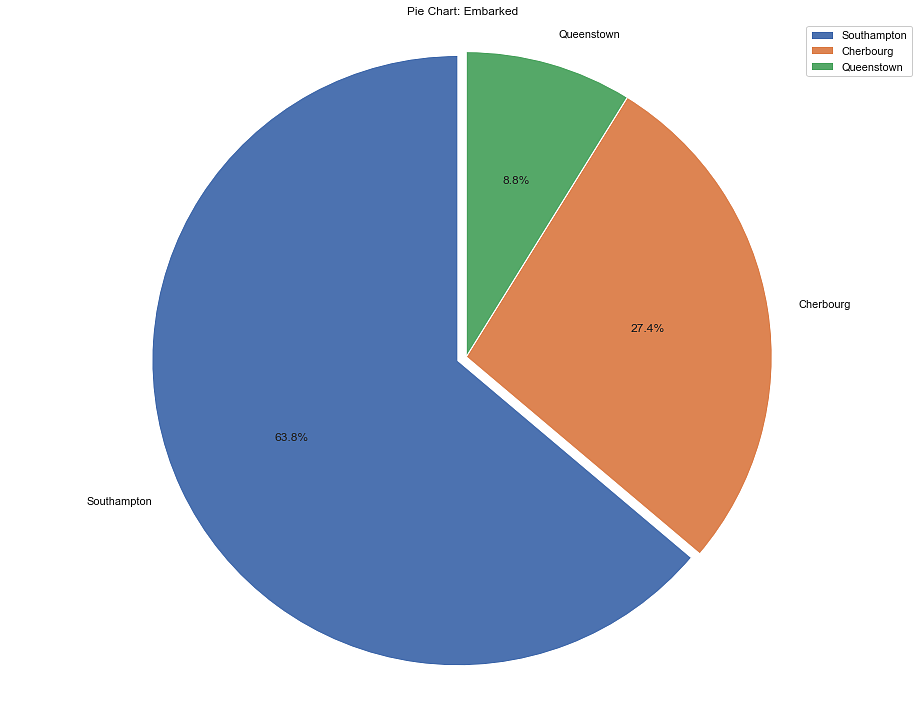 Pie Chart: Embarked
Queenstown
Southampton
Cherbourg
Queenstown
8.8%
Cherbourg
27.4%
63.8%
Southampton